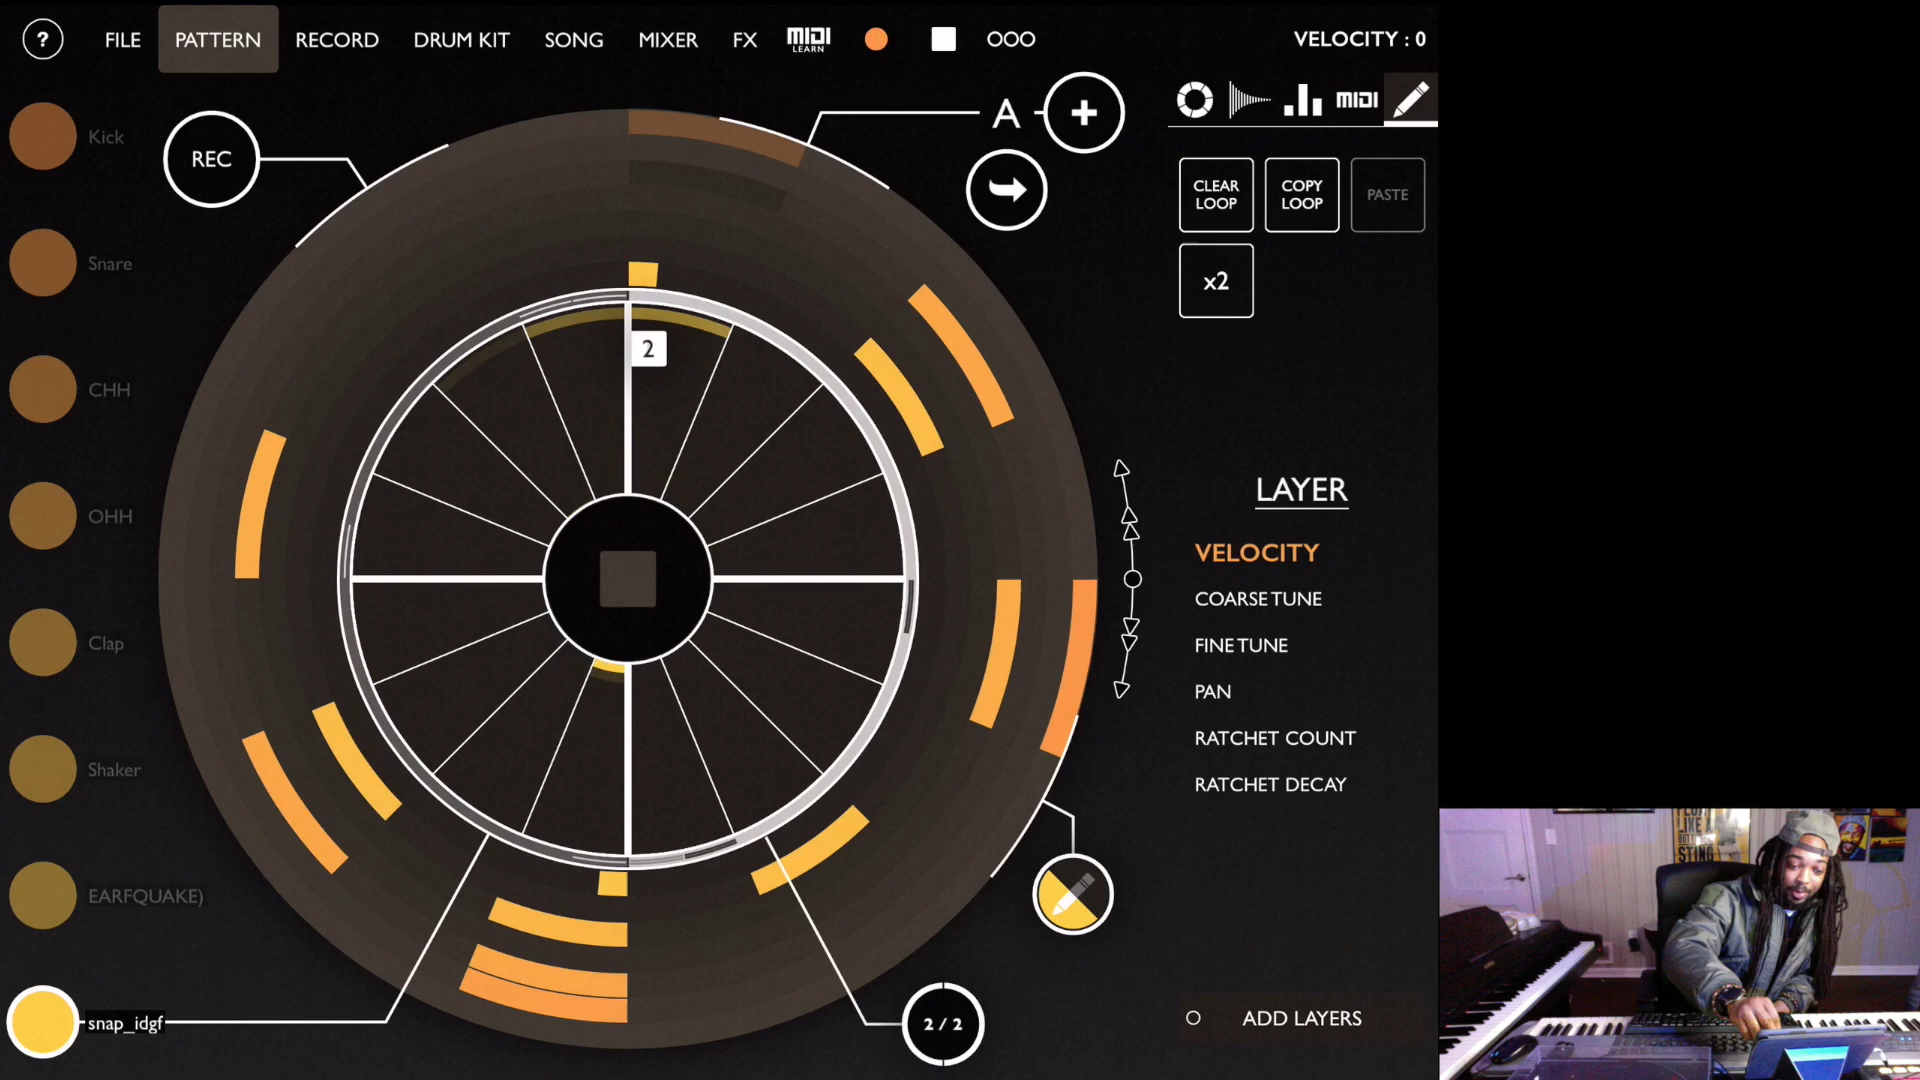 ?
FILE
PATTERN
RECORD
DRUM KIT
SONG
MIXER
FX
MIDI
LEARN
VELOCITY : 0
Kick
Snare
CHH
OHH
Clap
Shaker
EARFQUAKE)
snap_idgf
REC
A
+
MIDI
CLEAR
LOOP
COPY
LOOP
PASTE
x2
2
LAYER
VELOCITY
COARSE TUNE
FINE TUNE
PAN
RATCHET COUNT
RATCHET DECAY
2 / 2
ADD LAYERS
LIKE
STING